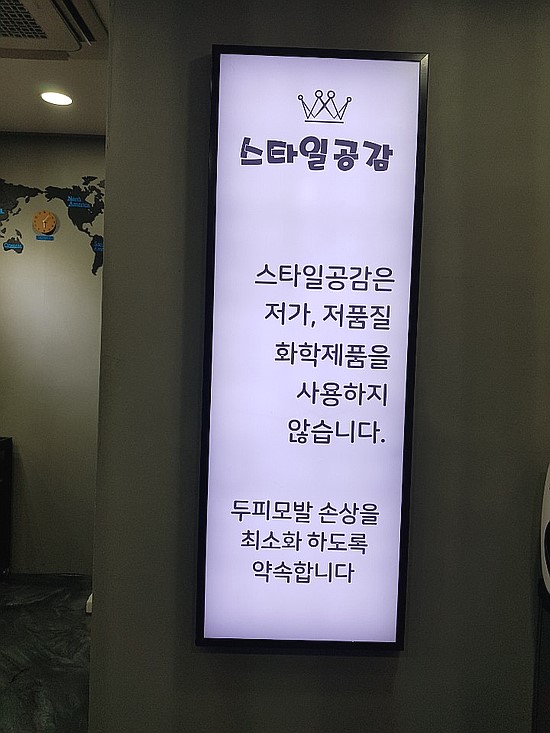 스타일공감
스타일공감은
저가, 저품질
화학제품을
사용하지
않습니다.
두피모발 손상을
최소화 하도록
약속합니다
North
America